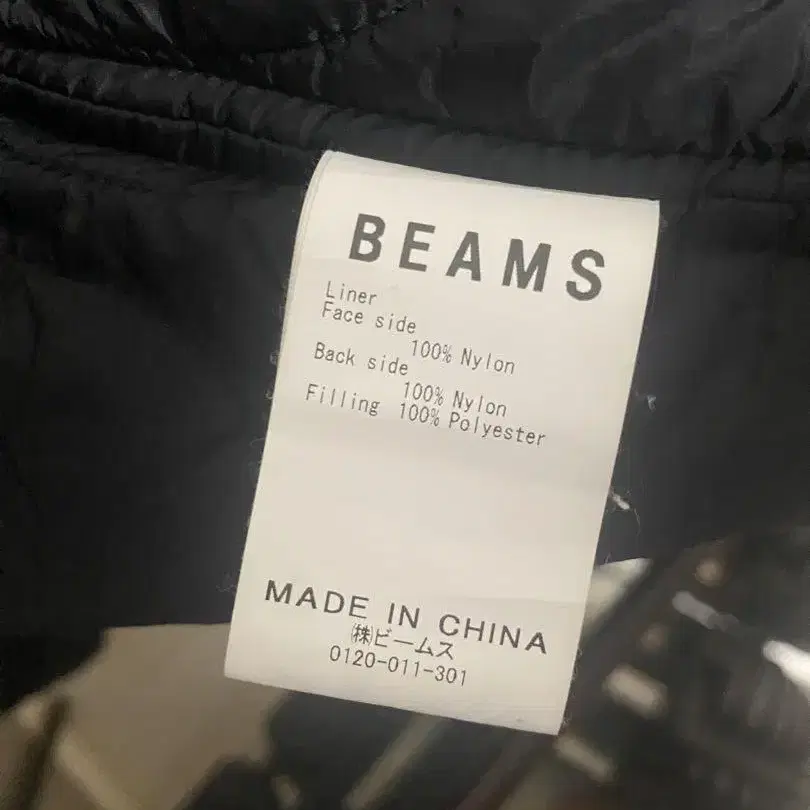 BEAMS
Liner
Face side
100% Nylon
Back side
100% Nylon
Filling 100% Polyester
MADE IN CHINA
㈱ビームス
0120-011-301